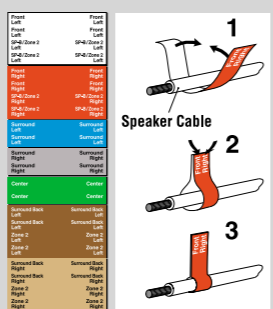 Front Front
Left Left
Front Front
Left Left
SP-B/Zone 2 SP-B/Zone 2
Left Left
SP-B/Zone 2 SP-B/Zone 2
Left Left
Front Front
Right Right
Front Front
Right Right
SP-B/Zone 2 SP-B/Zone 2
Right Right
SP-B/Zone 2 SP-B/Zone 2
Right Right
Surround Surround
Left Left
Surround Surround
Left Left
Surround Surround
Right Right
Surround Surround
Right Right
Center Center
Center Center
Surround Back Surround Back
Left Left
Surround Back Surround Back
Left Left
Zone 2 Zone 2
Left Left
Zone 2 Zone 2
Left Left
Surround Back Surround Back
Right Right
Surround Back Surround Back
Right Right
Zone 2 Zone 2
Right Right
Zone 2 Zone 2
Right Right
1
Front
Right
Speaker Cable
2
Front
Right
3
Front
Right